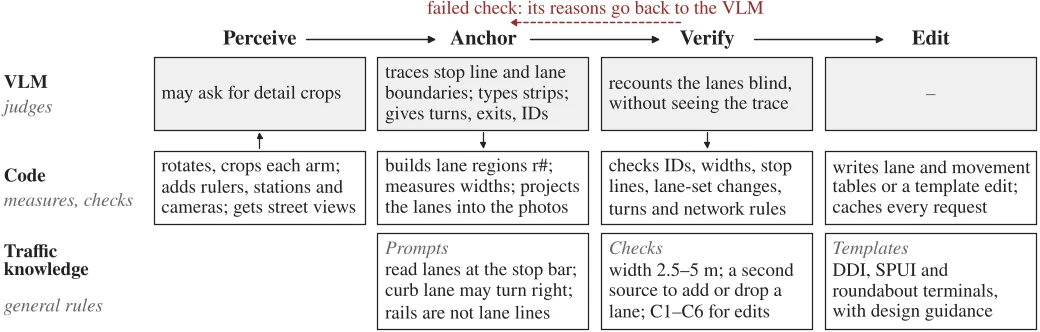 failed check: its reasons go back to the VLM
Perceive
Anchor
Verify
Edit
VLM
judges
may ask for detail crops
traces stop line and lane
boundaries; types strips;
gives turns, exits, IDs
recounts the lanes blind,
without seeing the trace
–
Code
measures, checks
rotates, crops each arm;
adds rulers, stations and
cameras; gets street views
builds lane regions r#;
measures widths; projects
the lanes into the photos
checks IDs, widths, stop
lines, lane-set changes,
turns and network rules
writes lane and movement
tables or a template edit;
caches every request
Traffic
knowledge
general rules
Prompts
read lanes at the stop bar;
curb lane may turn right;
rails are not lane lines
Checks
width 2.5–5 m; a second
source to add or drop a
lane; C1–C6 for edits
Templates
DDI, SPUI and
roundabout terminals,
with design guidance